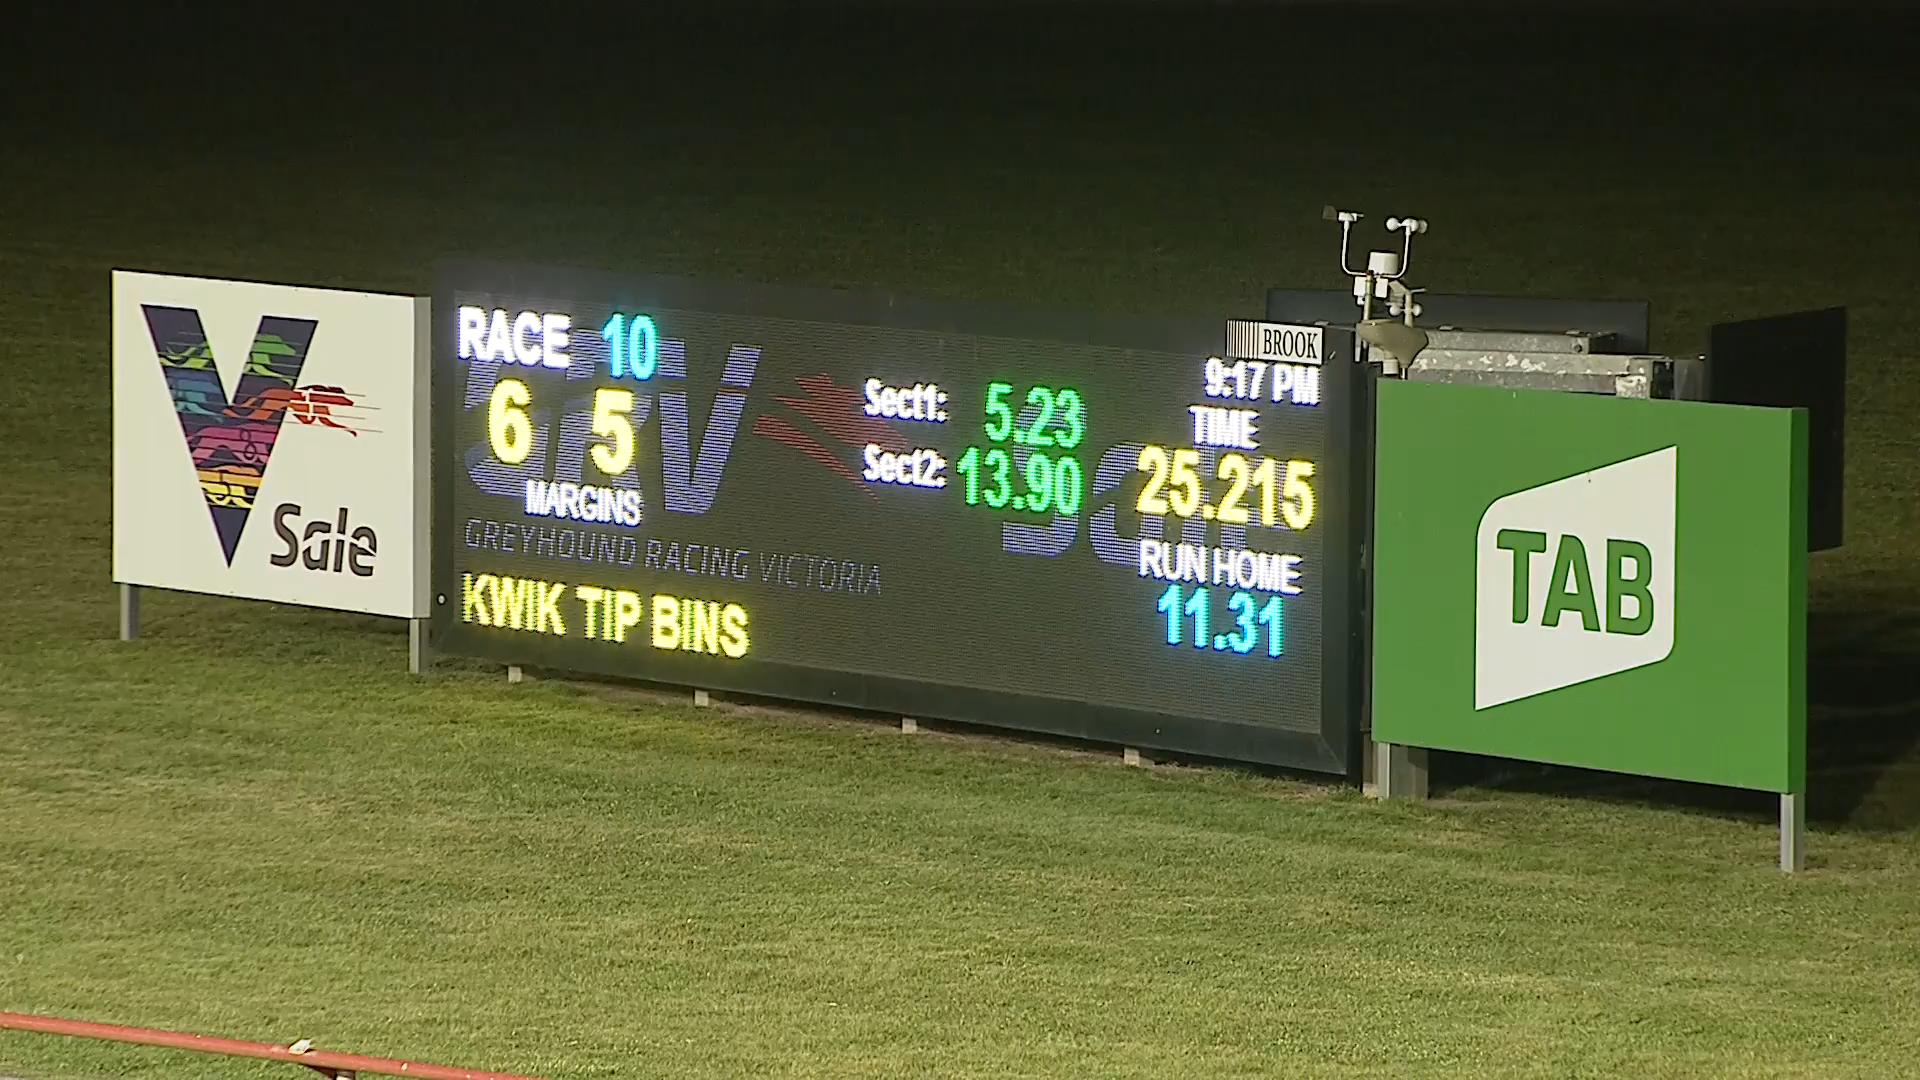 Sale
RACE 10
6 5
MARGINS
GRV
GREYHOUND RACING VICTORIA
KWIK TIP BINS
Sect1: 5.23
Sect2: 13.90
BROOK
9:17 PM
TIME
25.215
RUN HOME
11.31
TAB